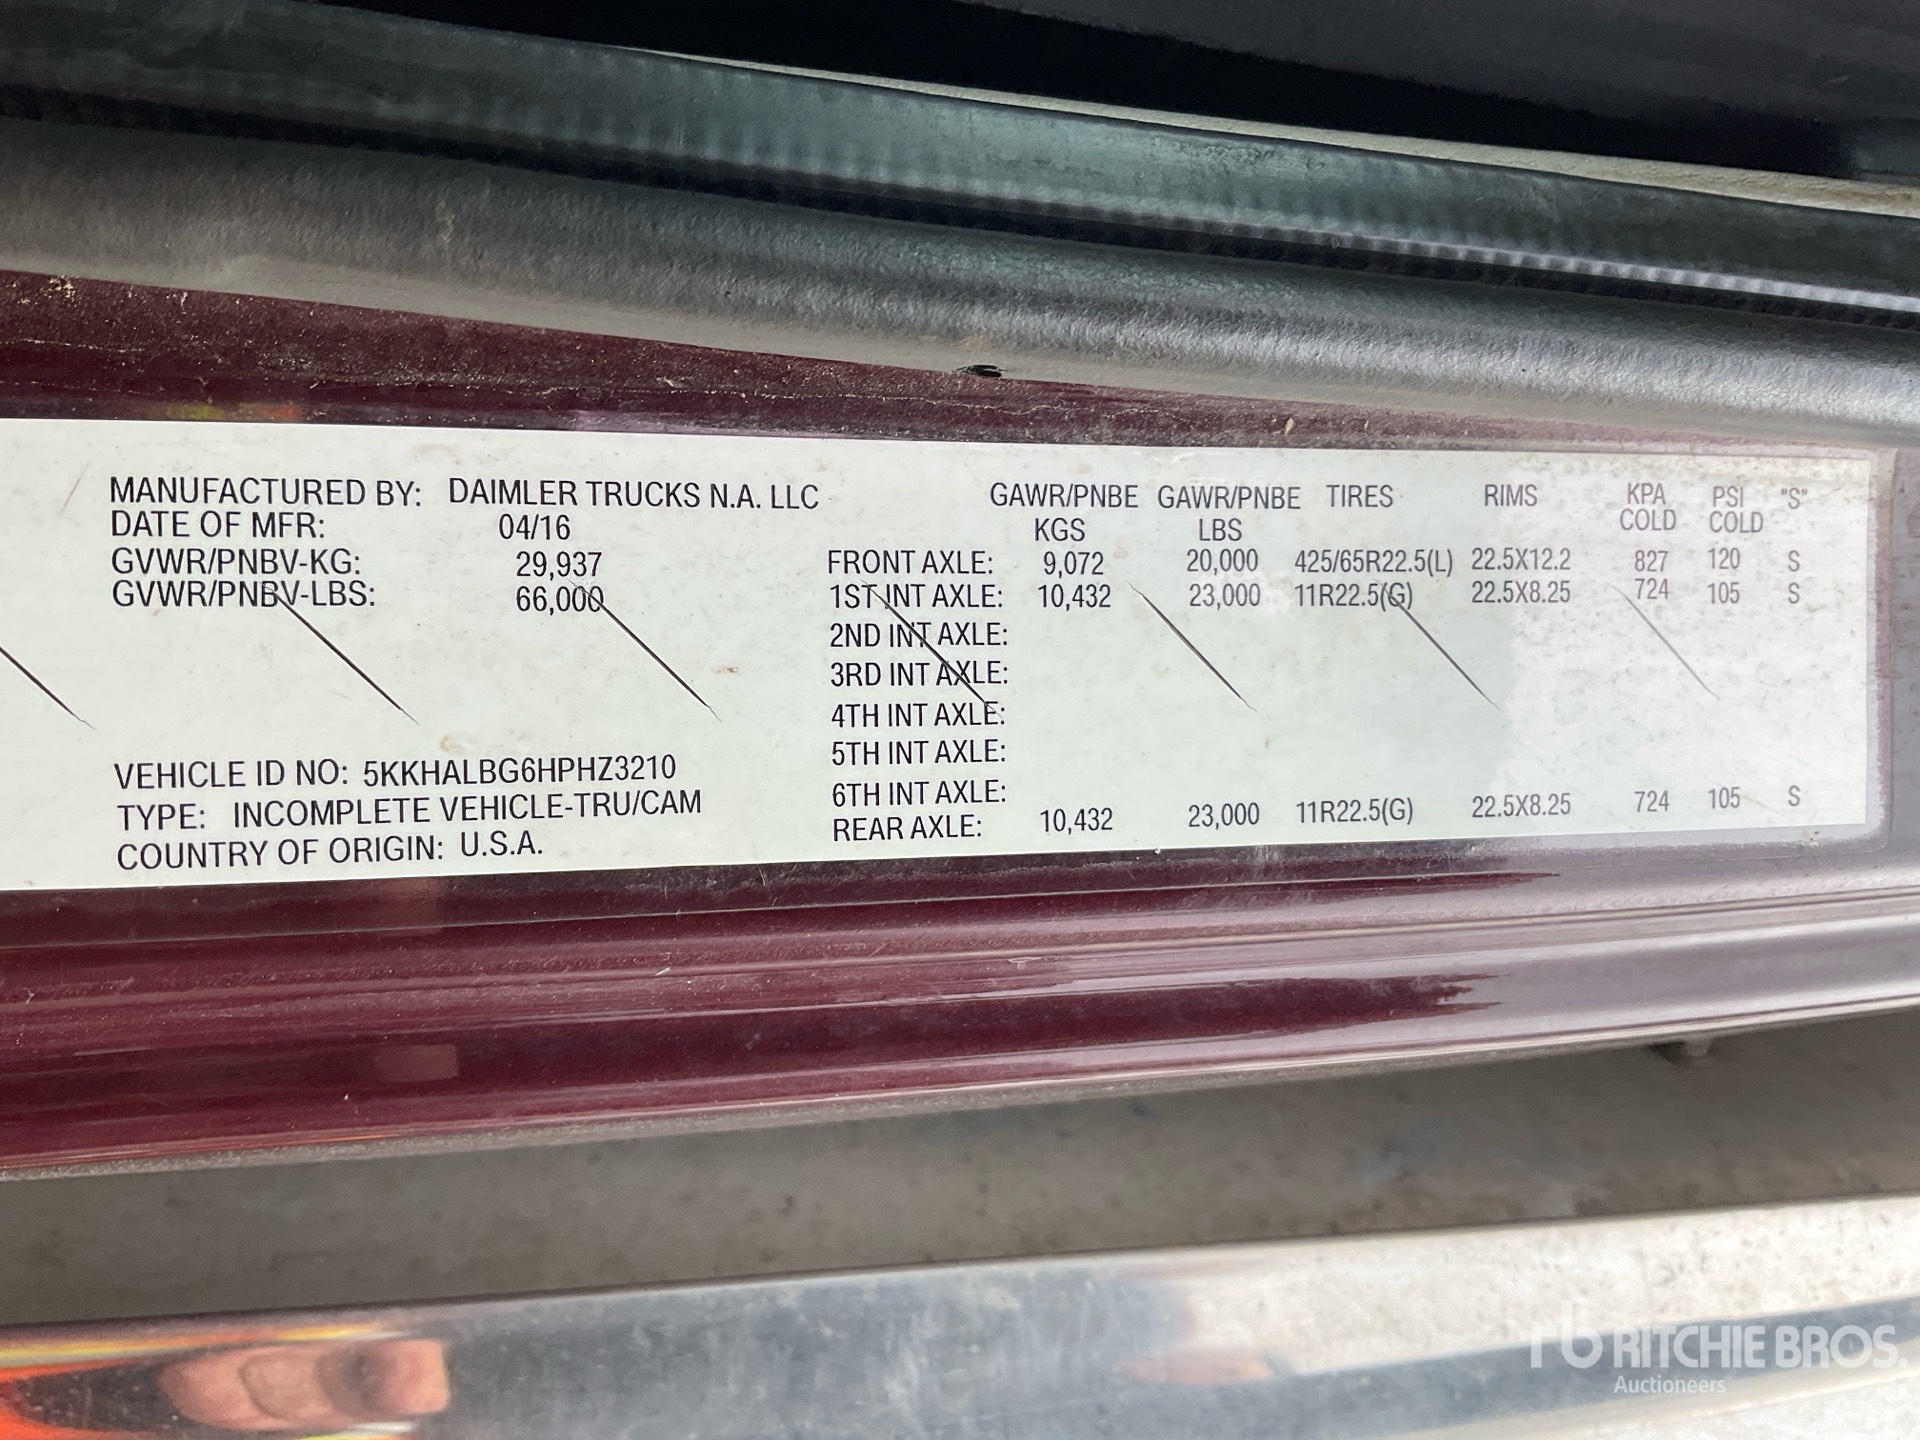 MANUFACTURED BY: DAIMLER TRUCKS N.A. LLC
DATE OF MFR: 04/16
GVWR/PNBV-KG: 29,937
GVWR/PNBV-LBS: 66,000
VEHICLE ID NO: 5KKHALBG6HPHZ3210
TYPE: INCOMPLETE VEHICLE-TRU/CAM
COUNTRY OF ORIGIN: U.S.A.
GAWR/PNBE GAWR/PNBE TIRES RIMS KPA PSI "S"
KGS LBS COLD COLD
FRONT AXLE: 9,072 20,000 425/65R22.5(L) 22.5X12.2 827 120 S
1ST INT AXLE: 10,432 23,000 11R22.5(G) 22.5X8.25 724 105 S
2ND INT AXLE:
3RD INT AXLE:
4TH INT AXLE:
5TH INT AXLE:
6TH INT AXLE:
REAR AXLE: 10,432 23,000 11R22.5(G) 22.5X8.25 724 105 S
rb RITCHIE BROS.
Auctioneers